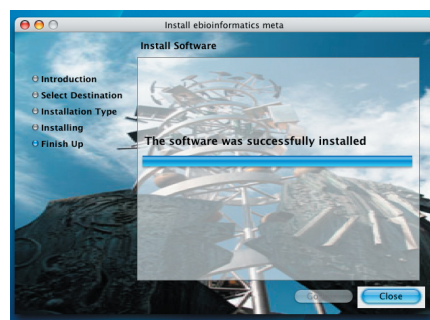 Install ebioinformatics meta
Install Software
Introduction
Select Destination
Installation Type
Installing
Finish Up
The software was successfully installed
Go
Close